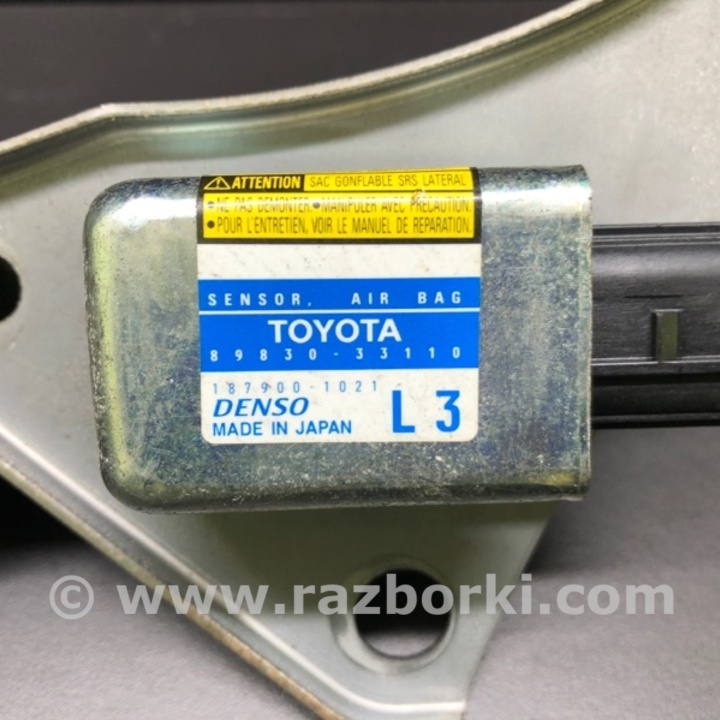 ⚠ATTENTION SAC GONFLABLE SRS LATERAL
•NE PAS DEMONTER. •MANIPULER AVEC PRECAUTION.
•POUR L'ENTRETIEN, VOIR LE MANUEL DE REPARATION.
SENSOR, AIR BAG
TOYOTA
89830-33110
187900-1021
DENSO
MADE IN JAPAN
L3
© www.razborki.com